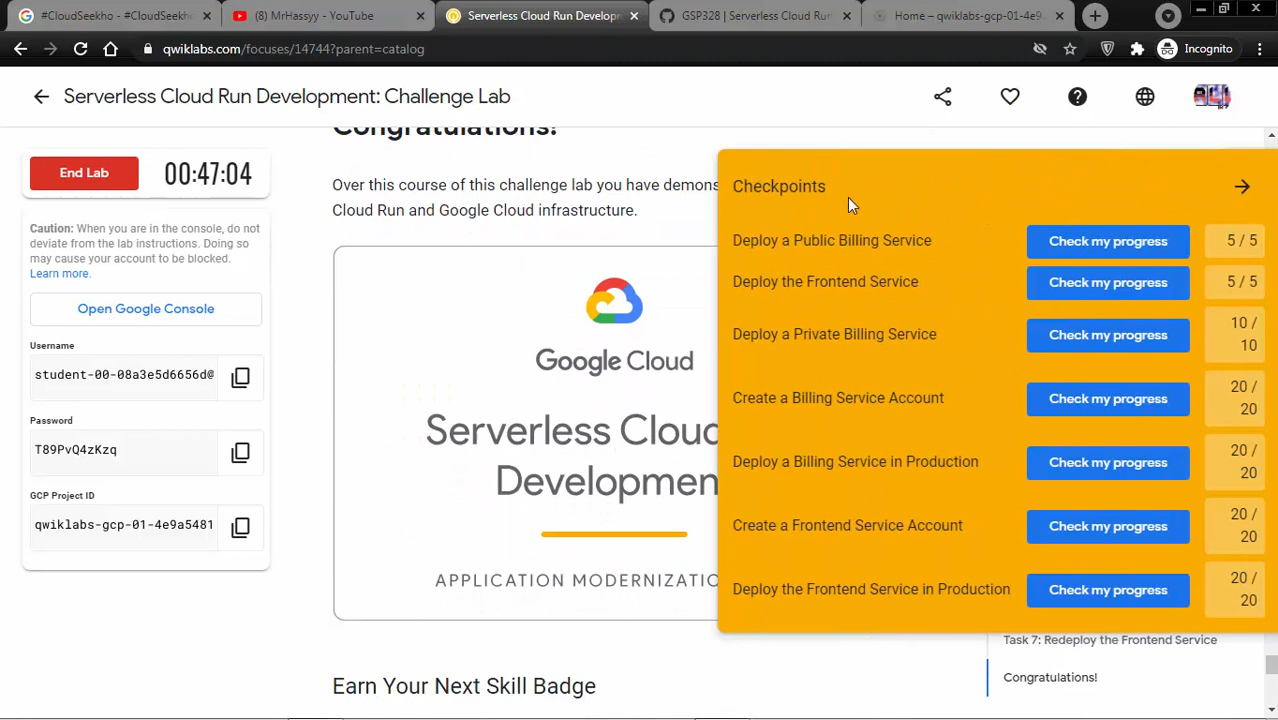 #CloudSeekho - #CloudSeekh
(8) MrHassyy - YouTube
Serverless Cloud Run Develop
GSP328 | Serverless Cloud Run
Home – qwiklabs-gcp-01-4e9
qwiklabs.com/focuses/14744?parent=catalog
Incognito
Serverless Cloud Run Development: Challenge Lab
End Lab
00:47:04
Caution: When you are in the console, do not
deviate from the lab instructions. Doing so
may cause your account to be blocked.
Learn more.
Open Google Console
Username
student-00-08a3e5d6656d@
Password
T89PvQ4zKzq
GCP Project ID
qwiklabs-gcp-01-4e9a5481
Congratulations!
Over this course of this challenge lab you have demons
Cloud Run and Google Cloud infrastructure.
Google Cloud
Serverless Cloud
Developmen
APPLICATION MODERNIZATIO
Earn Your Next Skill Badge
Checkpoints
Deploy a Public Billing Service
Check my progress
5 / 5
Deploy the Frontend Service
Check my progress
5 / 5
Deploy a Private Billing Service
Check my progress
10 /
10
Create a Billing Service Account
Check my progress
20 /
20
Deploy a Billing Service in Production
Check my progress
20 /
20
Create a Frontend Service Account
Check my progress
20 /
20
Deploy the Frontend Service in Production
Check my progress
20 /
20
Task 7: Redeploy the Frontend Service
Congratulations!